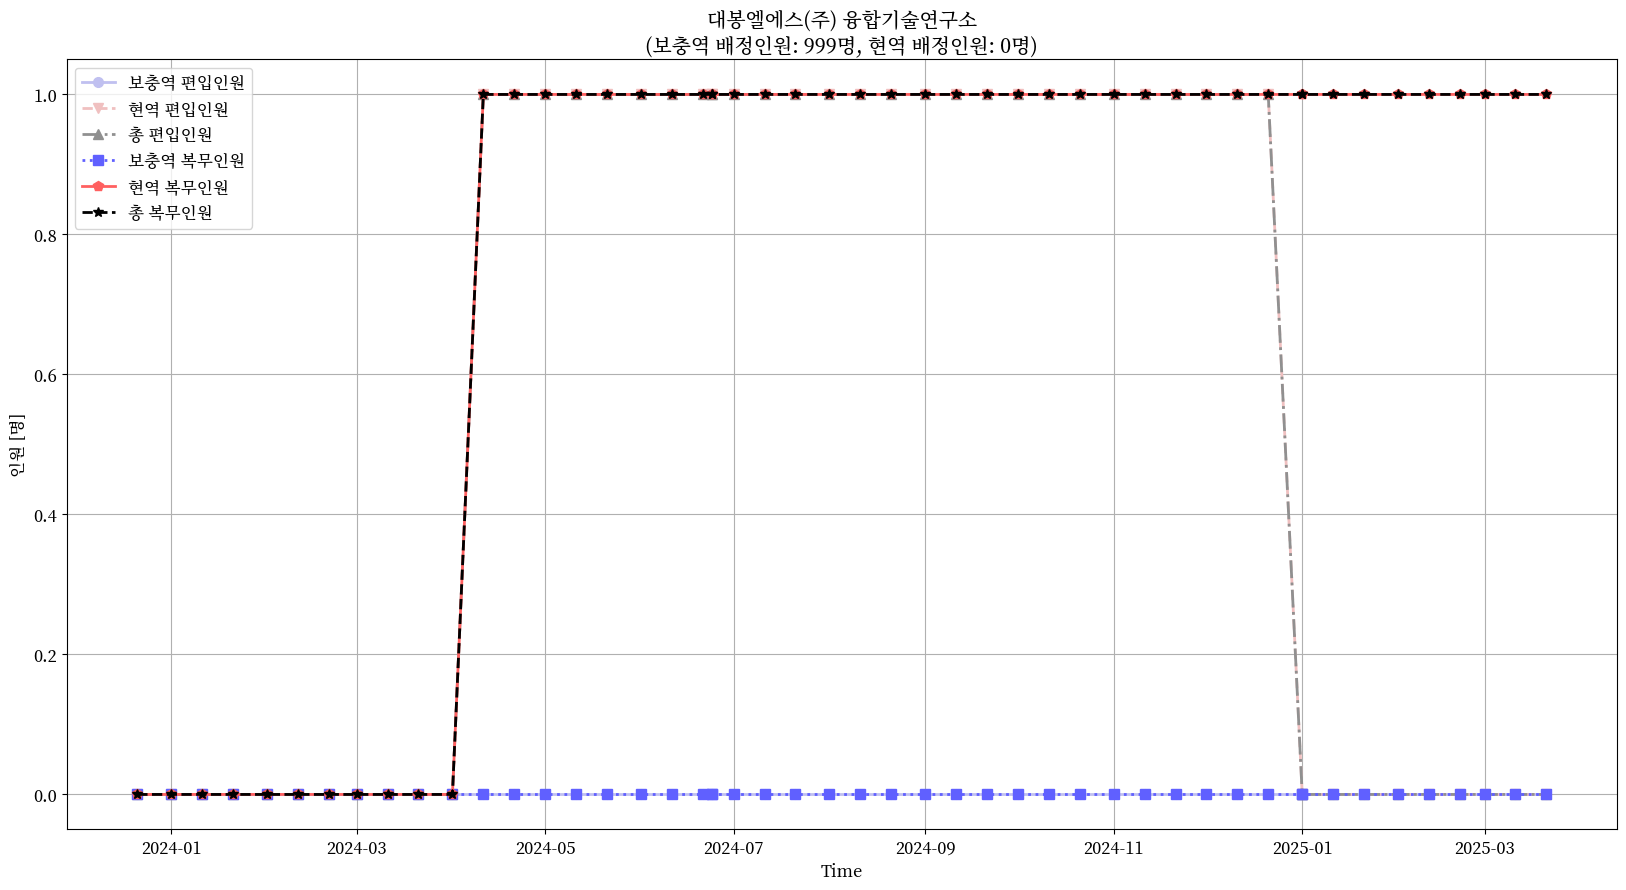 대봉엘에스(주) 융합기술연구소
(보충역 배정인원: 999명, 현역 배정인원: 0명)
보충역 편입인원
현역 편입인원
총 편입인원
보충역 복무인원
현역 복무인원
총 복무인원
인원 [명]
1.0
0.8
0.6
0.4
0.2
0.0
2024-01
2024-03
2024-05
2024-07
2024-09
2024-11
2025-01
2025-03
Time